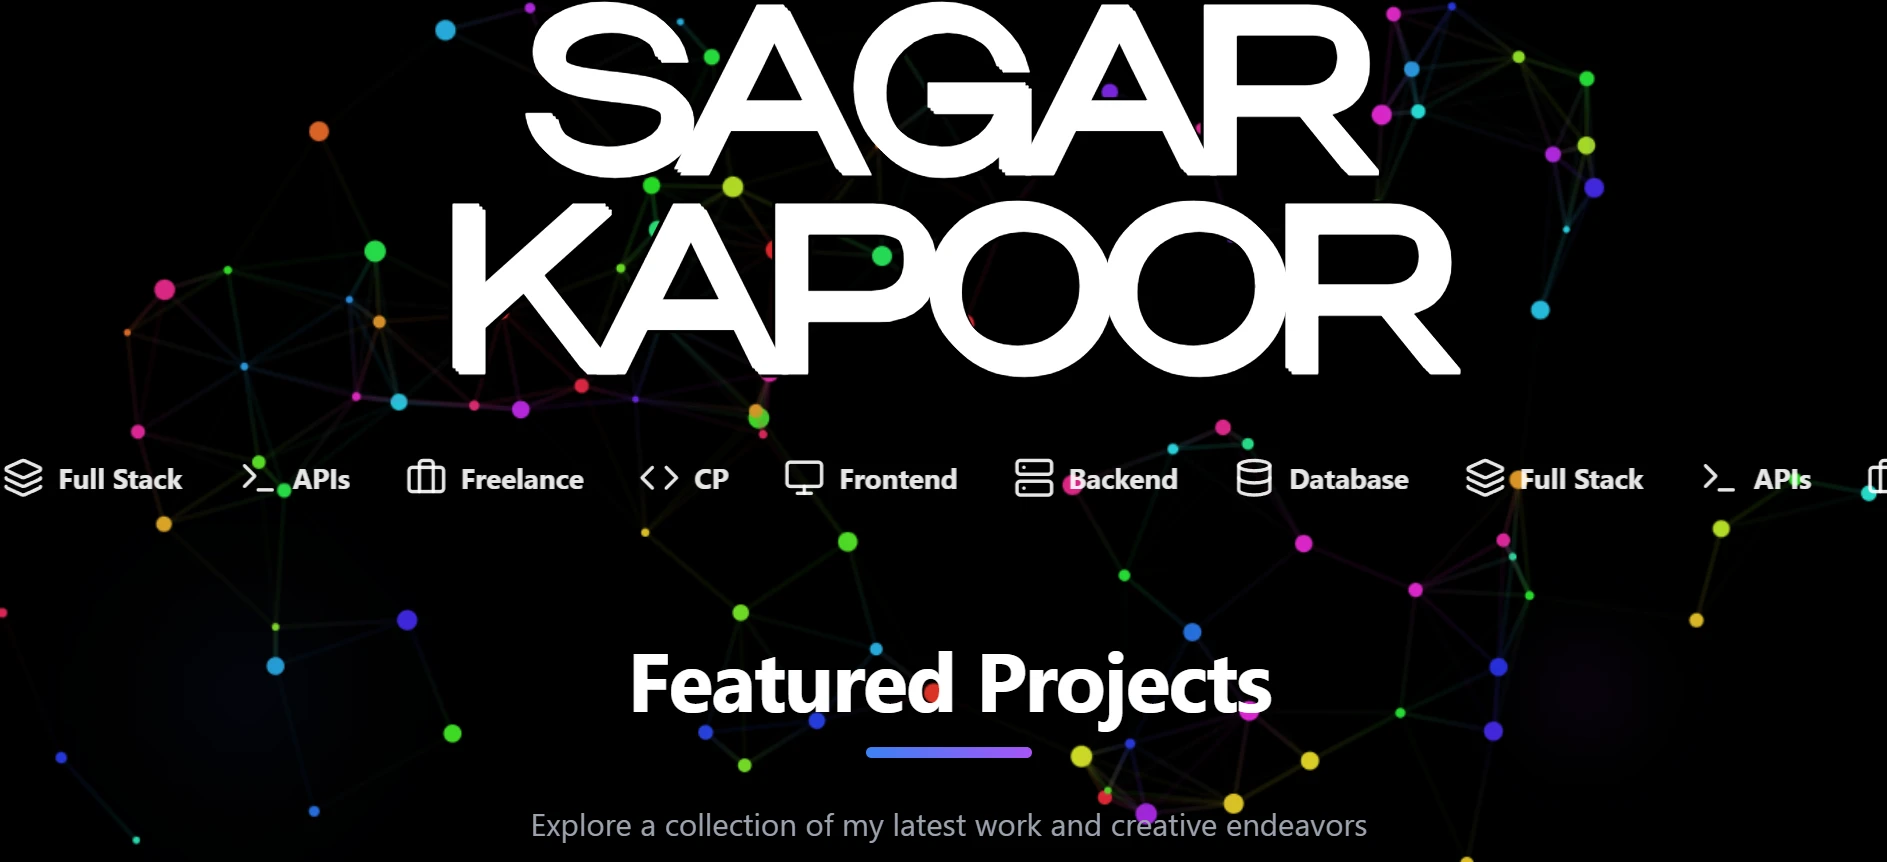 SAGAR
KAPOOR
Full Stack APIs Freelance CP Frontend Backend Database Full Stack APIs
Featured Projects
Explore a collection of my latest work and creative endeavors